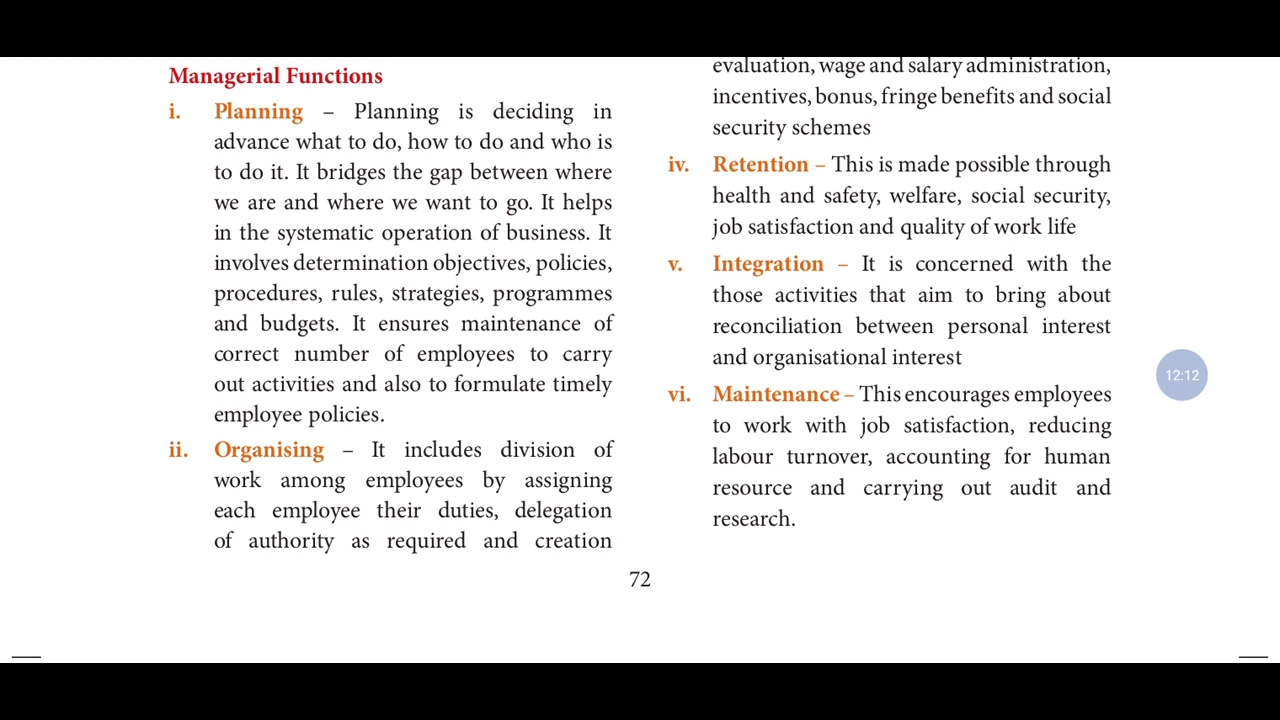 Managerial Functions
i. Planning – Planning is deciding in
advance what to do, how to do and who is
to do it. It bridges the gap between where
we are and where we want to go. It helps
in the systematic operation of business. It
involves determination objectives, policies,
procedures, rules, strategies, programmes
and budgets. It ensures maintenance of
correct number of employees to carry
out activities and also to formulate timely
employee policies.
ii. Organising – It includes division of
work among employees by assigning
each employee their duties, delegation
of authority as required and creation
evaluation, wage and salary administration,
incentives, bonus, fringe benefits and social
security schemes
iv. Retention – This is made possible through
health and safety, welfare, social security,
job satisfaction and quality of work life
v. Integration – It is concerned with the
those activities that aim to bring about
reconciliation between personal interest
and organisational interest
vi. Maintenance – This encourages employees
to work with job satisfaction, reducing
labour turnover, accounting for human
resource and carrying out audit and
research.
72
12:12